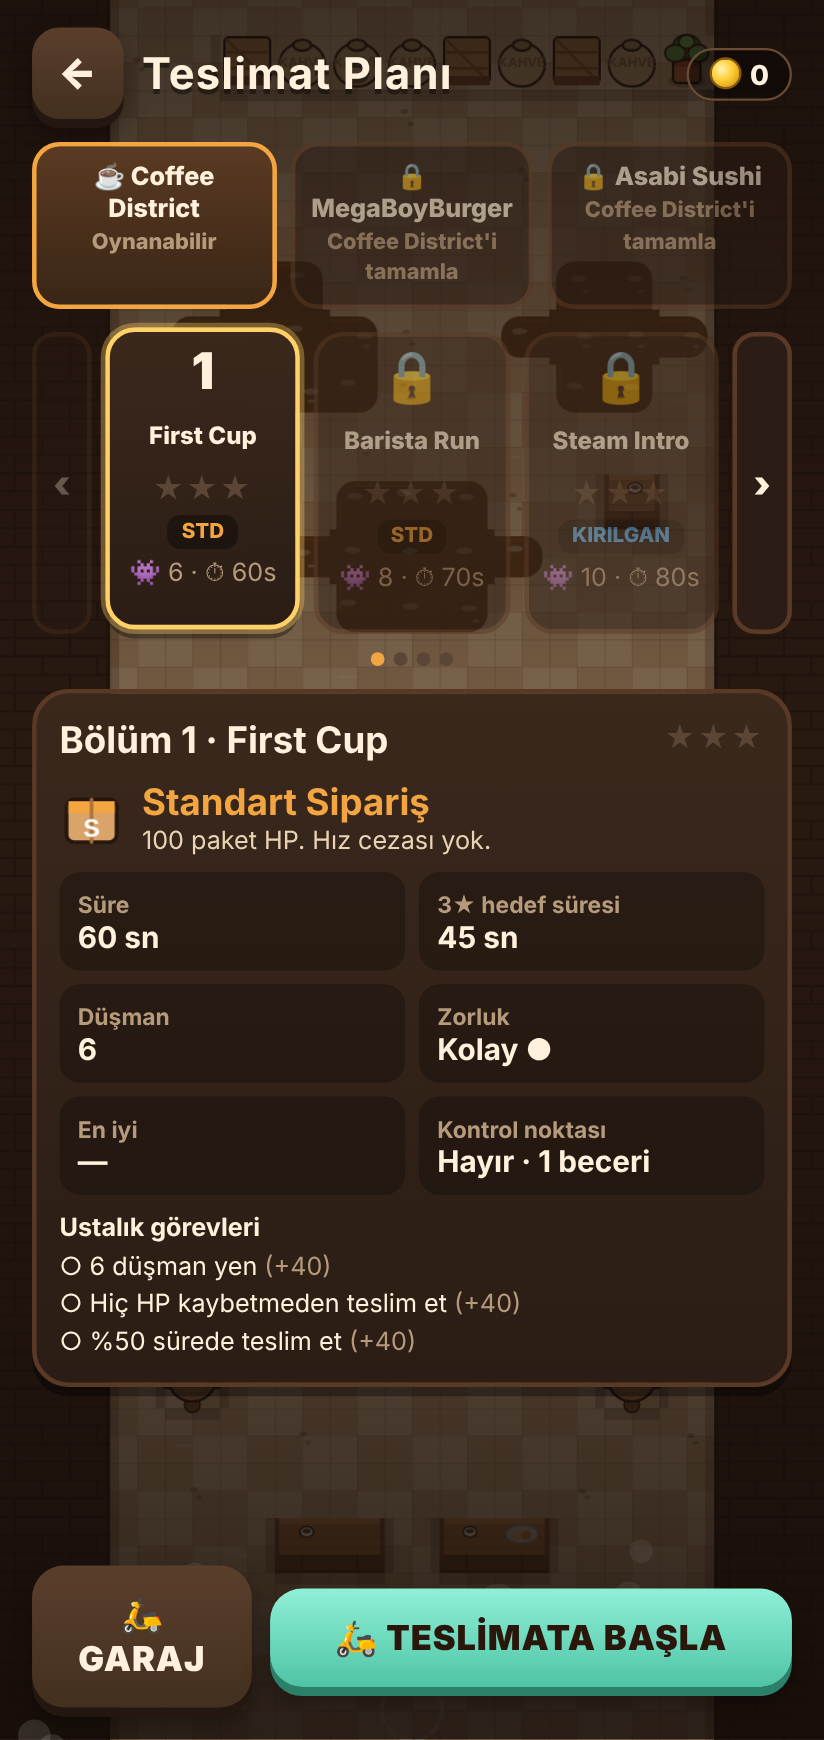 Teslimat Planı
0
☕ Coffee
District
Oynanabilir
🔒
MegaBoyBurger
Coffee District'i
tamamla
🔒 Asabi Sushi
Coffee District'i
tamamla
‹
1
First Cup
★★★
STD
👾 6 · ⏱ 60s
🔒
Barista Run
★★★
STD
👾 8 · ⏱ 70s
🔒
Steam Intro
★★★
KIRILGAN
👾 10 · ⏱ 80s
›
Bölüm 1 · First Cup
★★★
S
Standart Sipariş
100 paket HP. Hız cezası yok.
Süre
60 sn
3★ hedef süresi
45 sn
Düşman
6
Zorluk
Kolay ●
En iyi
—
Kontrol noktası
Hayır · 1 beceri
Ustalık görevleri
○ 6 düşman yen (+40)
○ Hiç HP kaybetmeden teslim et (+40)
○ %50 sürede teslim et (+40)
🛵
GARAJ
🛵 TESLİMATA BAŞLA